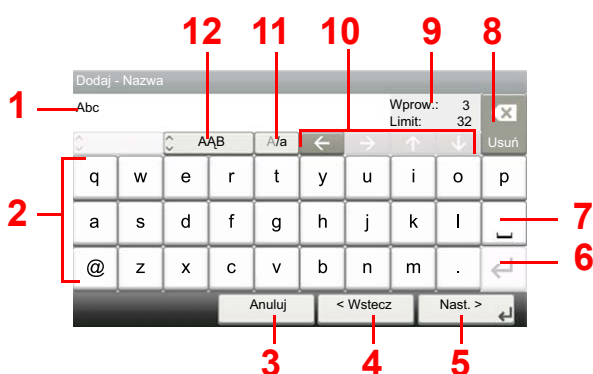 12 11 10 9 8
Dodaj - Nazwa
1 Abc Wprow.: 3
Limit: 32
AĄB A/a ← → ↑ ↓ Usuń
q w e r t y u i o p
2 a s d f g h j k l 7
@ z x c v b n m . 6
Anuluj < Wstecz Nast. >
3 4 5